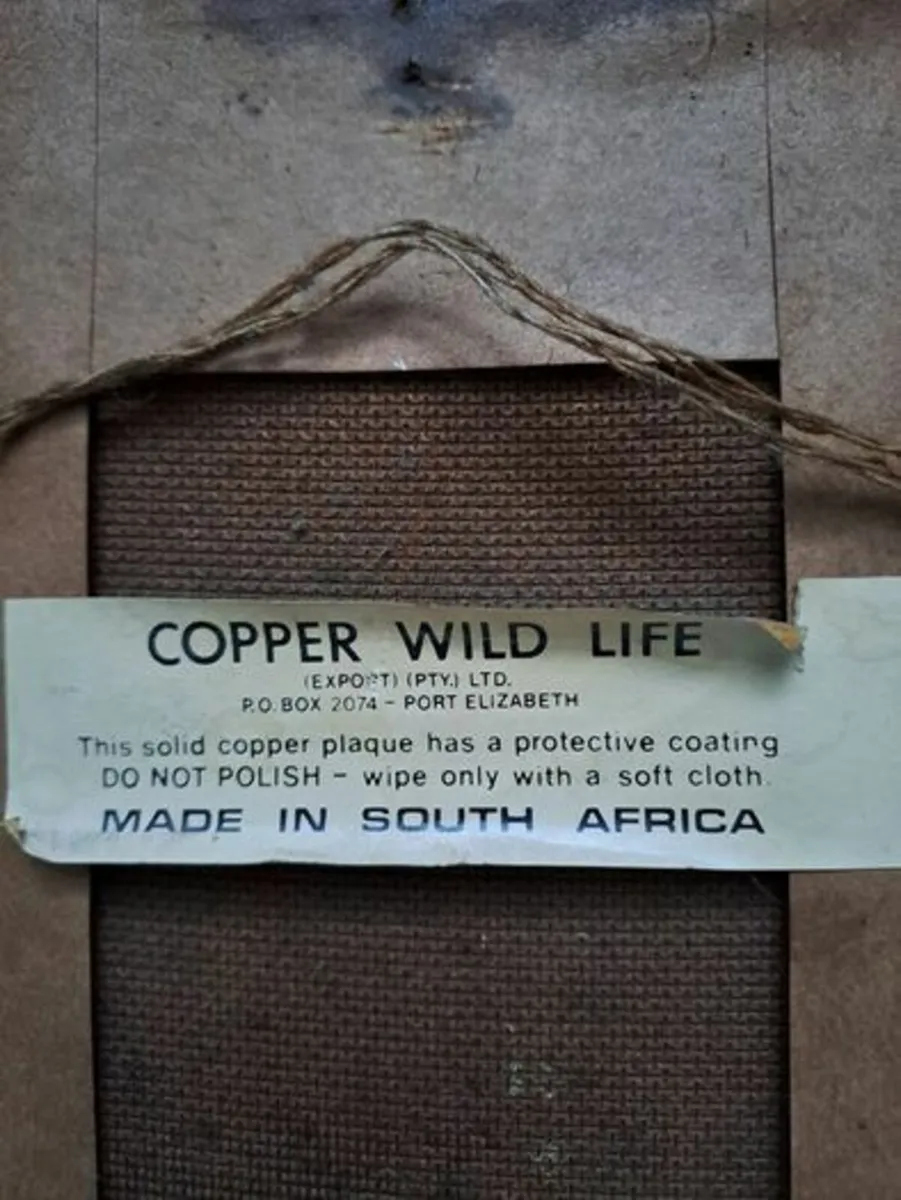 COPPER WILD LIFE
(EXPORT) (PTY.) LTD.
P.O. BOX 2074 - PORT ELIZABETH
This solid copper plaque has a protective coating
DO NOT POLISH - wipe only with a soft cloth.
MADE IN SOUTH AFRICA